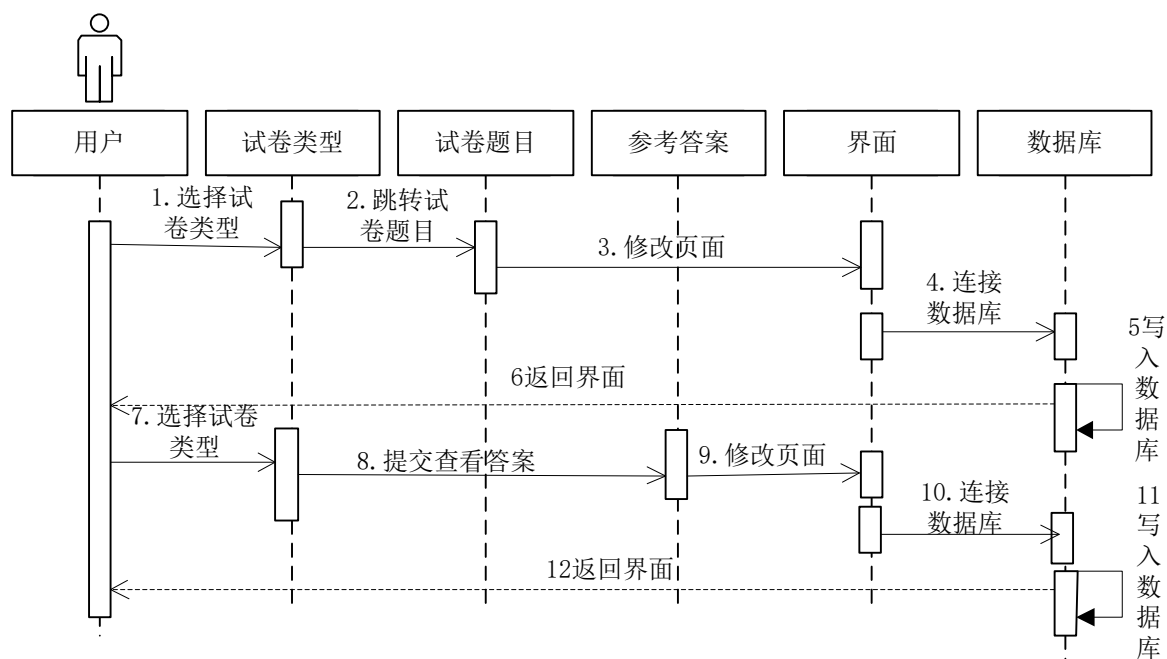 用户
试卷类型
试卷题目
参考答案
界面
数据库
1.选择试
卷类型
2.跳转试
卷题目
3.修改页面
4.连接
数据库
5写
入
数
据
库
6返回界面
7.选择试卷
类型
8.提交查看答案
9.修改页面
10.连接
数据库
11
写
入
数
据
库
12返回界面